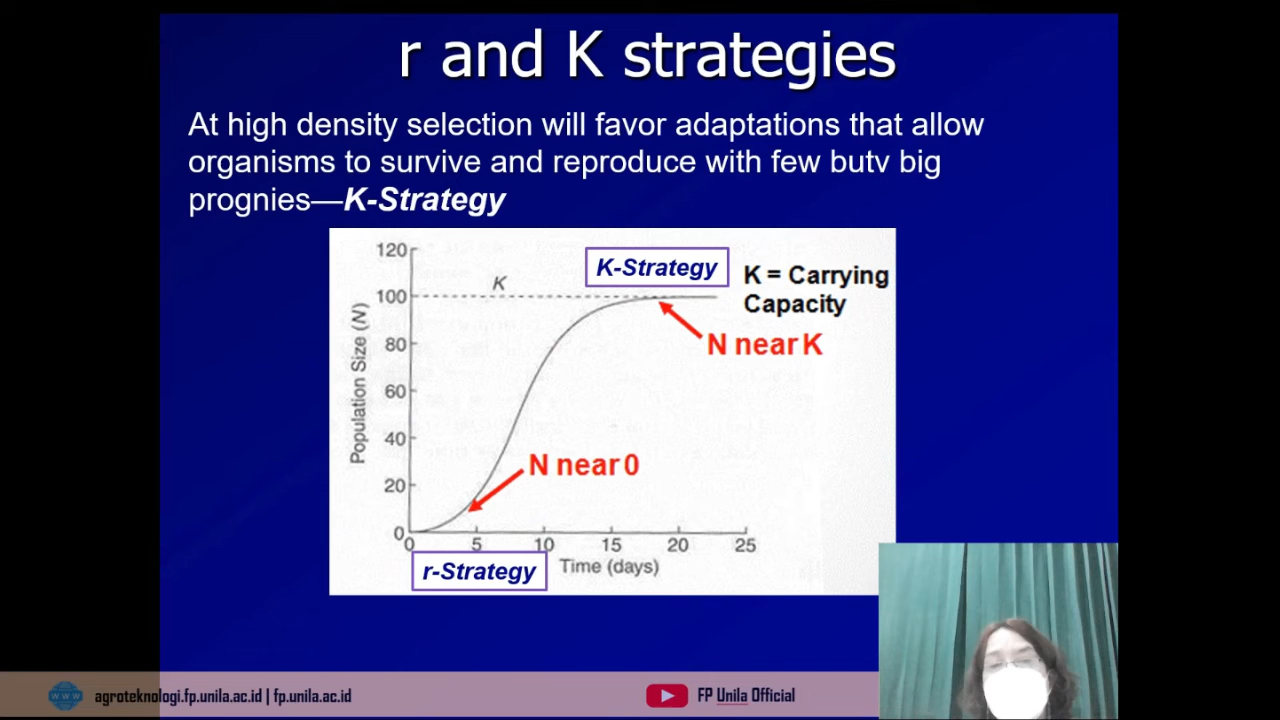 r and K strategies
At high density selection will favor adaptations that allow
organisms to survive and reproduce with few butv big
prognies—K-Strategy
120
100
80
60
40
20
0
Population Size (N)
K
K-Strategy
K = Carrying
Capacity
N near K
N near 0
0 5 10 15 20 25
r-Strategy
Time (days)
WWW
agroteknologi.fp.unila.ac.id | fp.unila.ac.id
FP Unila Official